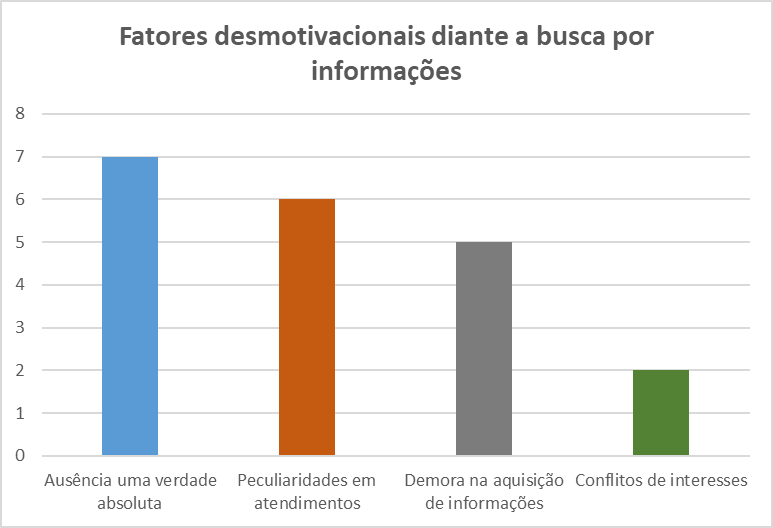 Fatores desmotivacionais diante a busca por
informações
8
7
6
5
4
3
2
1
0
Ausência uma verdade
absoluta
Peculiaridades em
atendimentos
Demora na aquisição
de informações
Conflitos de interesses